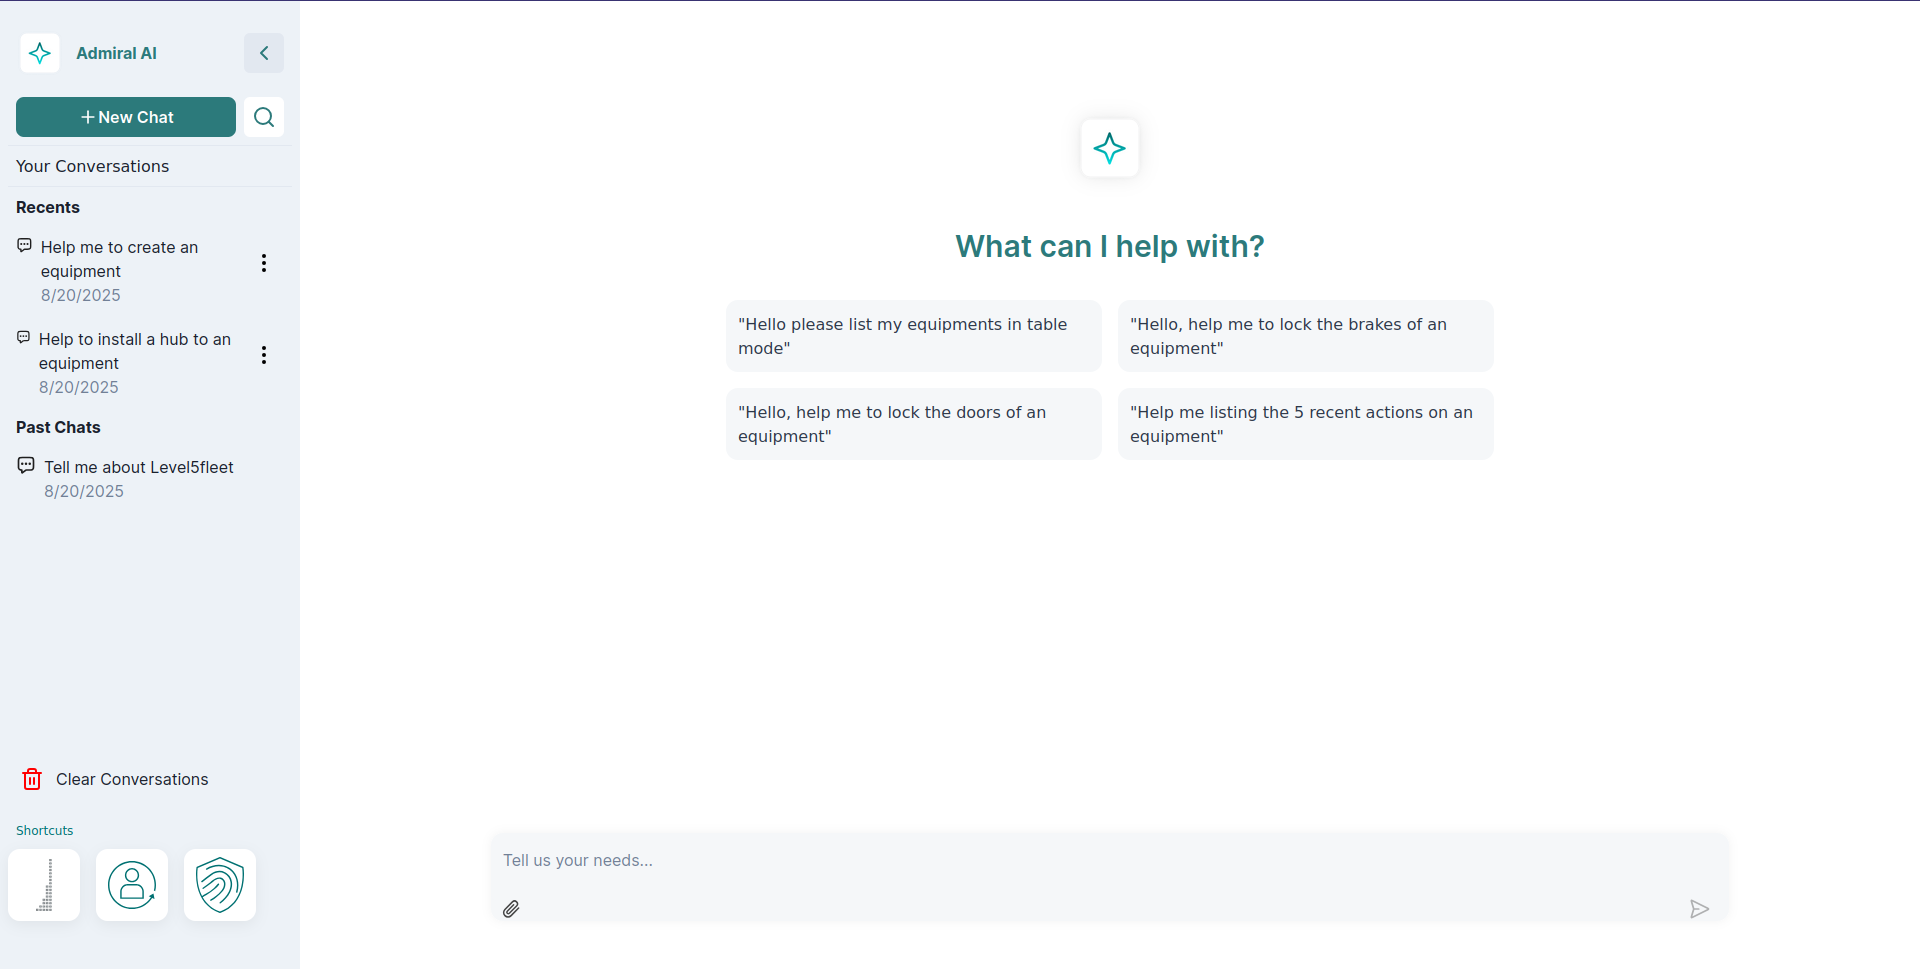 Admiral AI
New Chat
Your Conversations
Recents
Help me to create an
equipment
8/20/2025
Help to install a hub to an
equipment
8/20/2025
Past Chats
Tell me about Level5fleet
8/20/2025
Clear Conversations
Shortcuts
What can I help with?
"Hello please list my equipments in table
mode"
"Hello, help me to lock the brakes of an
equipment"
"Hello, help me to lock the doors of an
equipment"
"Help me listing the 5 recent actions on an
equipment"
Tell us your needs...